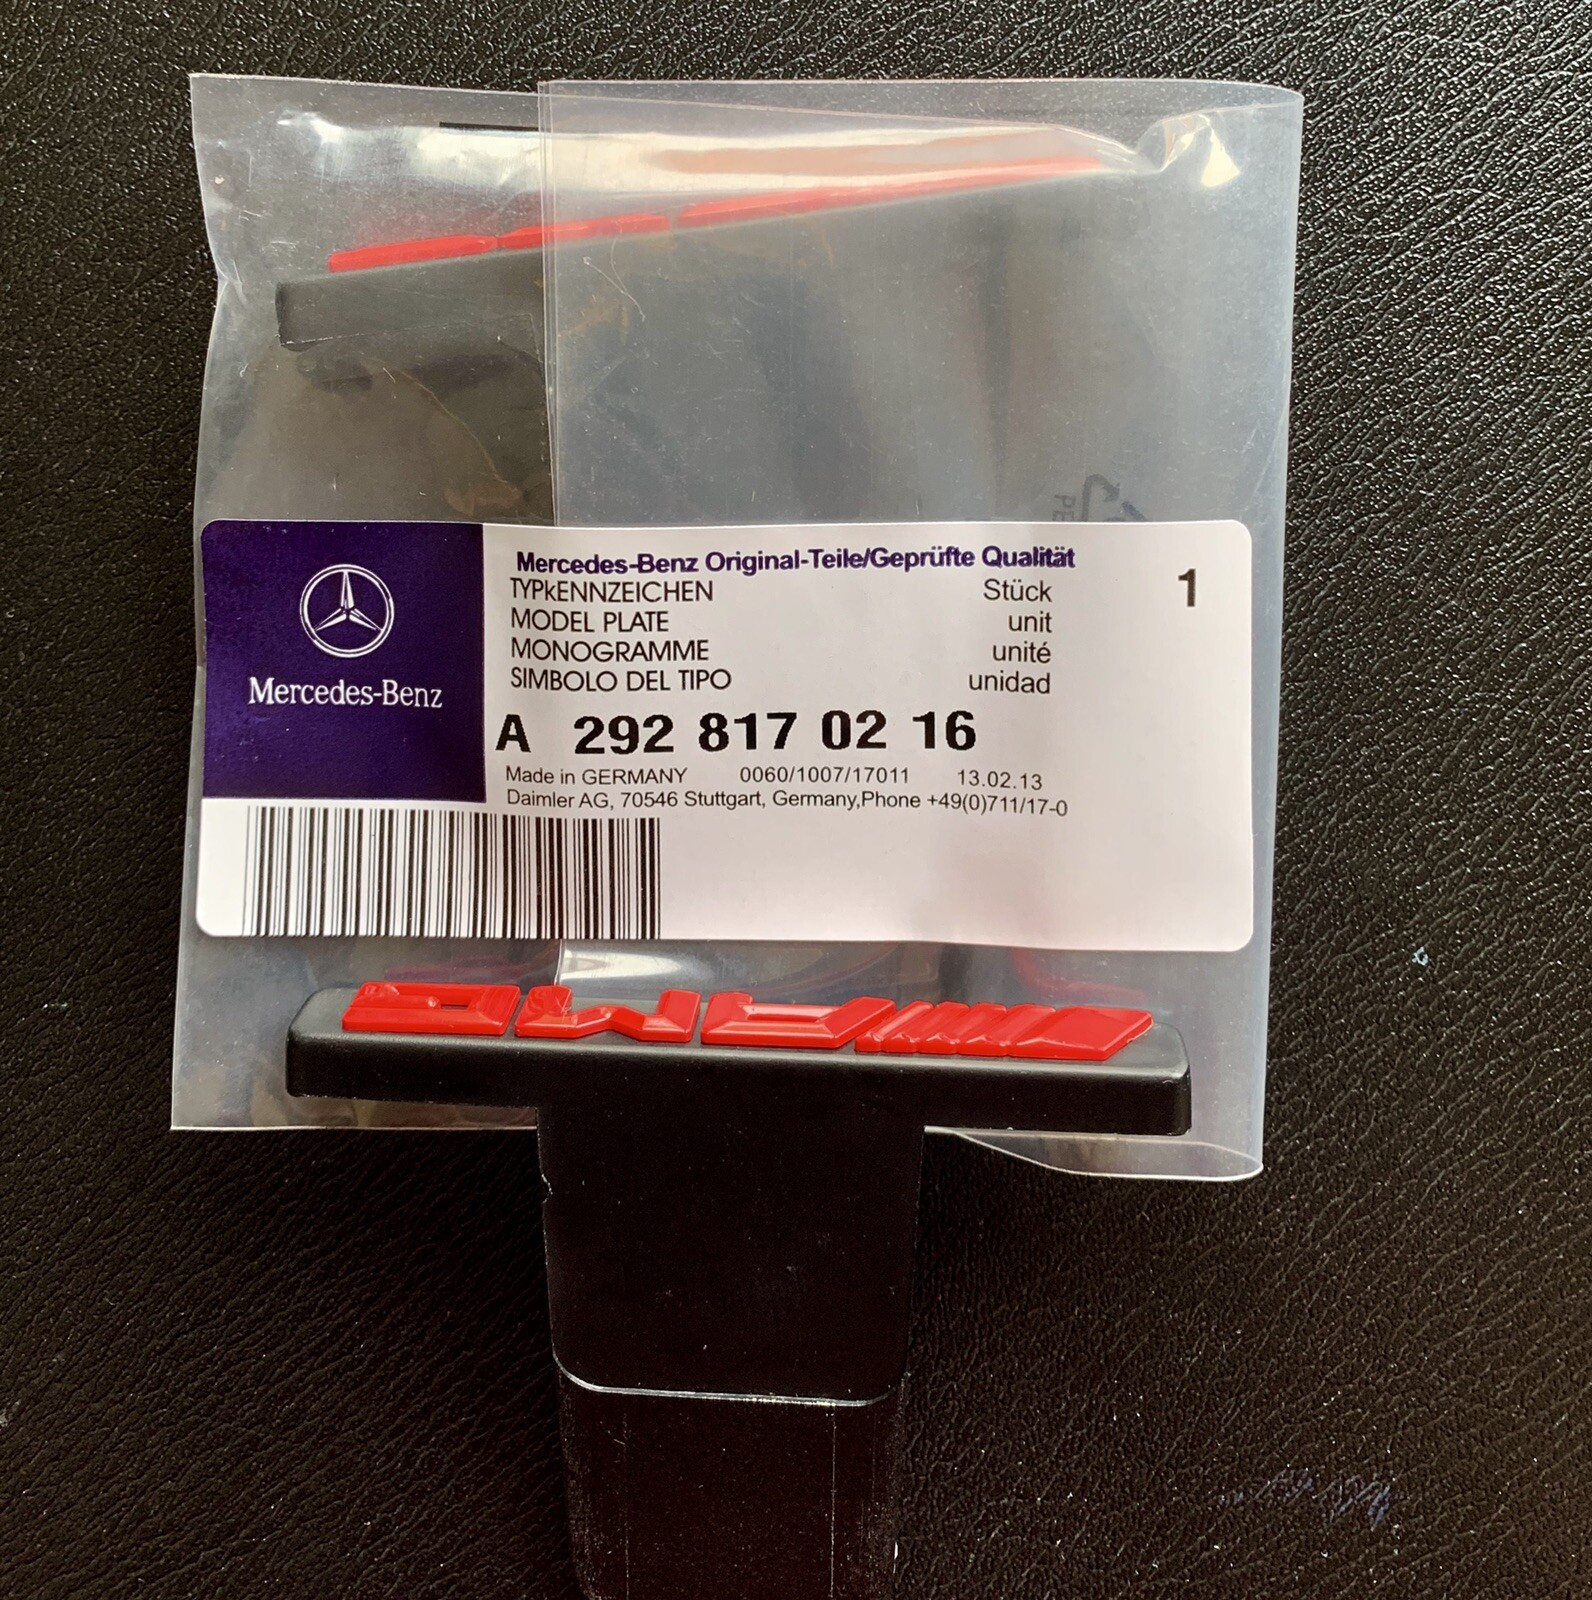 Mercedes-Benz
Mercedes-Benz Original-Teile/Geprüfte Qualität
TYPkENNZEICHEN Stück 1
MODEL PLATE unit
MONOGRAMME unité
SIMBOLO DEL TIPO unidad
A 292 817 02 16
Made in GERMANY 0060/1007/17011 13.02.13
Daimler AG, 70546 Stuttgart, Germany,Phone +49(0)711/17-0
AMG